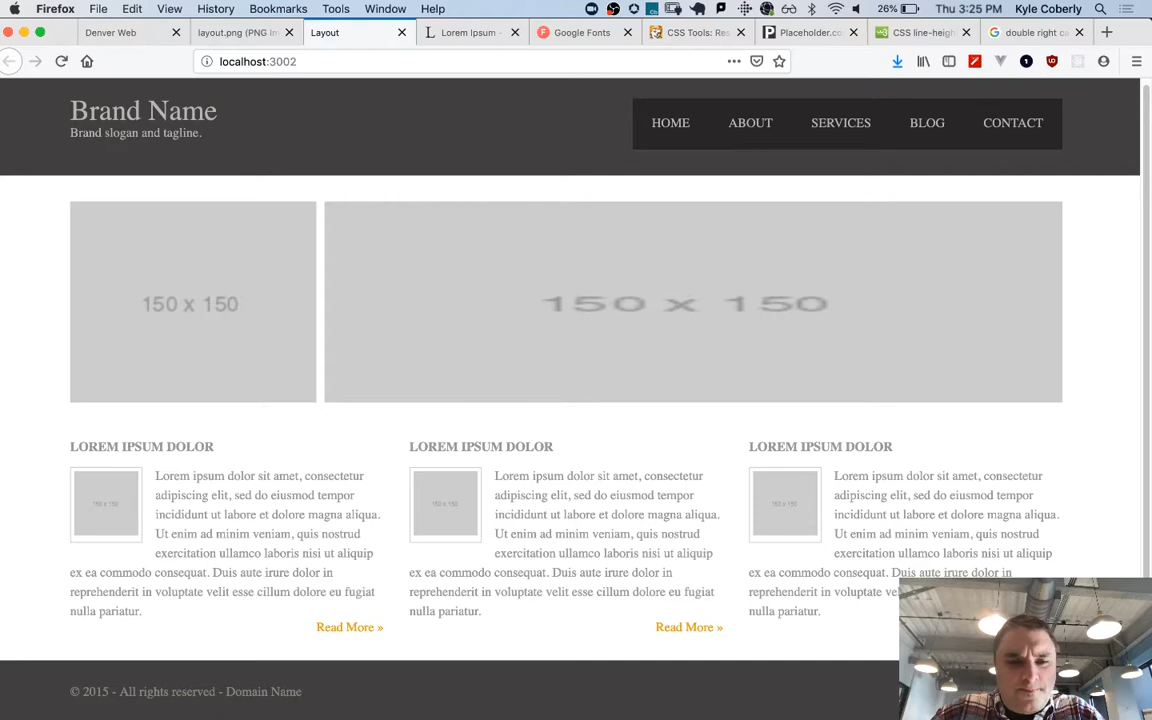 Firefox File Edit View History Bookmarks Tools Window Help 26% Thu 3:25 PM Kyle Coberly
Denver Web layout.png (PNG Im Layout Lorem Ipsum - Google Fonts CSS Tools: Res Placeholder.co CSS line-heigh double right ca
localhost:3002
Brand Name
Brand slogan and tagline.
HOME ABOUT SERVICES BLOG CONTACT
150 x 150 150 x 150
LOREM IPSUM DOLOR
150 x 150
Lorem ipsum dolor sit amet, consectetur
adipiscing elit, sed do eiusmod tempor
incididunt ut labore et dolore magna aliqua.
Ut enim ad minim veniam, quis nostrud
exercitation ullamco laboris nisi ut aliquip
ex ea commodo consequat. Duis aute irure dolor in
reprehenderit in voluptate velit esse cillum dolore eu fugiat
nulla pariatur.
Read More »
LOREM IPSUM DOLOR
150 x 150
Lorem ipsum dolor sit amet, consectetur
adipiscing elit, sed do eiusmod tempor
incididunt ut labore et dolore magna aliqua.
Ut enim ad minim veniam, quis nostrud
exercitation ullamco laboris nisi ut aliquip
ex ea commodo consequat. Duis aute irure dolor in
reprehenderit in voluptate velit esse cillum dolore eu fugiat
nulla pariatur.
Read More »
LOREM IPSUM DOLOR
150 x 150
Lorem ipsum dolor sit amet, consectetur
adipiscing elit, sed do eiusmod tempor
incididunt ut labore et dolore magna aliqua.
Ut enim ad minim veniam, quis nostrud
exercitation ullamco laboris nisi ut aliquip
ex ea commodo consequat. Duis aute irure dolor in
reprehenderit in voluptate ve
nulla pariatur.
© 2015 - All rights reserved - Domain Name